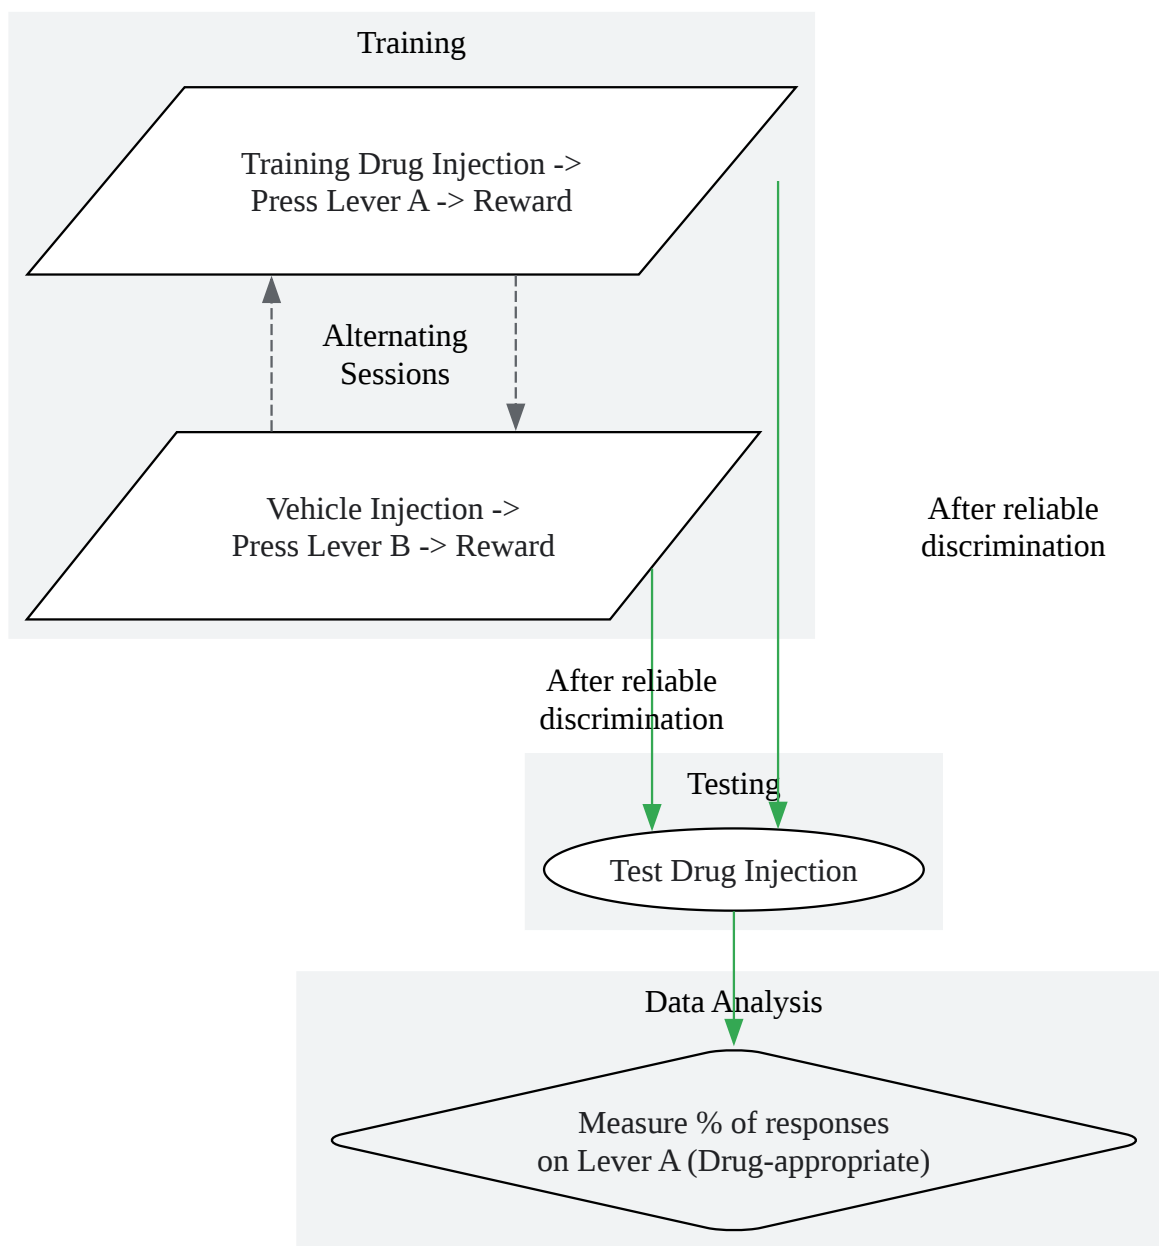 Training
Training Drug Injection ->
Press Lever A -> Reward
Alternating
Sessions
Vehicle Injection ->
Press Lever B -> Reward
After reliable
discrimination
After reliable
discrimination
Testing
Test Drug Injection
Data Analysis
Measure % of responses
on Lever A (Drug-appropriate)